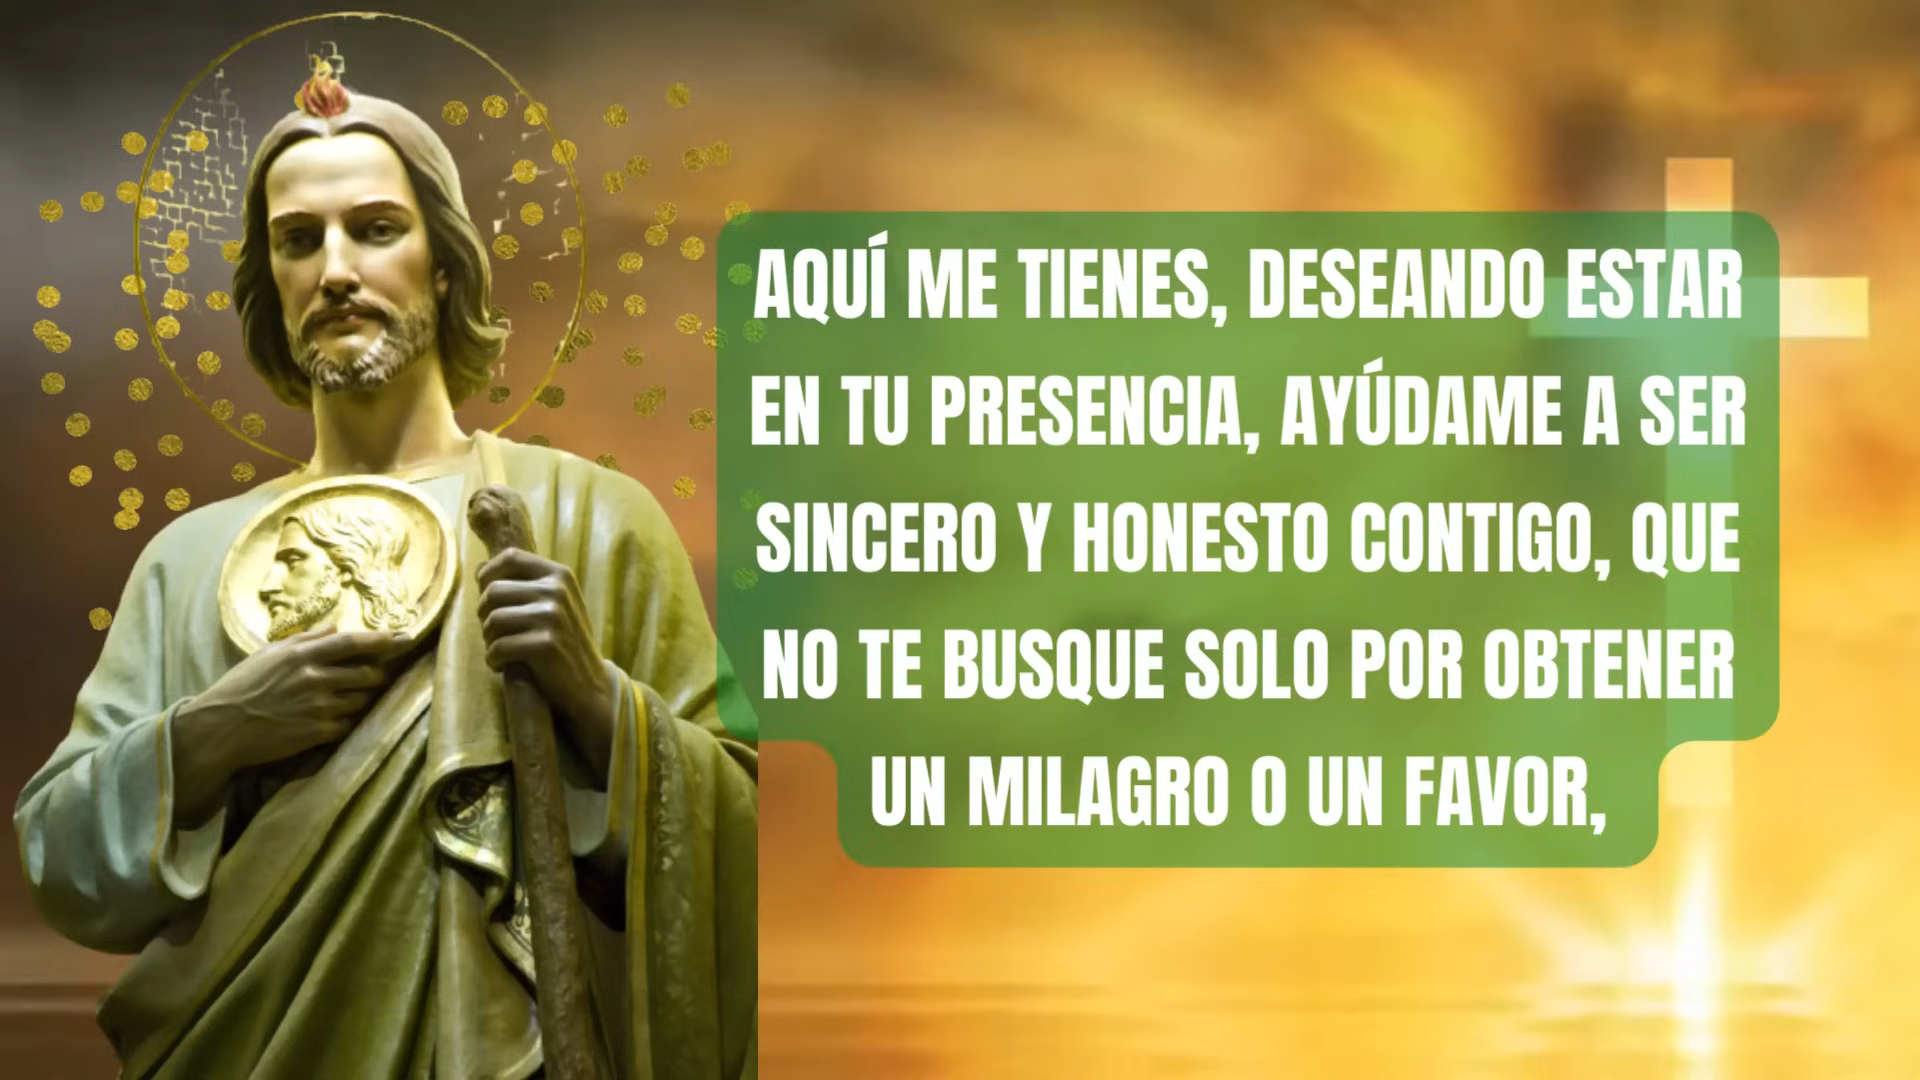 AQUÍ ME TIENES, DESEANDO ESTAR
EN TU PRESENCIA, AYÚDAME A SER
SINCERO Y HONESTO CONTIGO, QUE
NO TE BUSQUE SOLO POR OBTENER
UN MILAGRO O UN FAVOR,